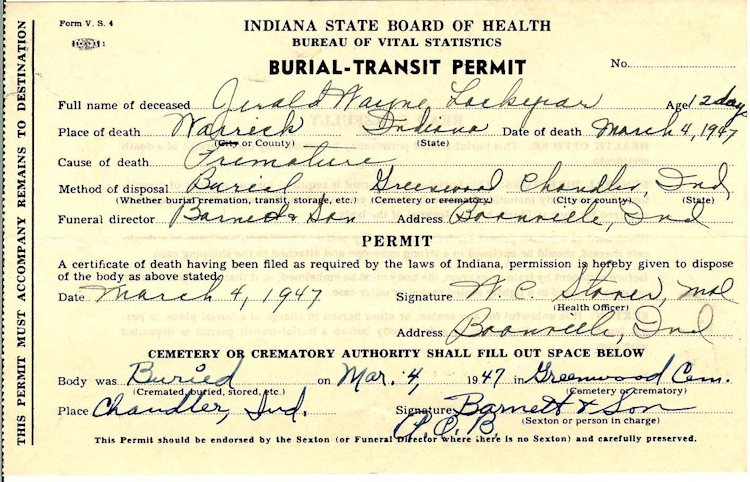 Form V. S. 4
INDIANA STATE BOARD OF HEALTH
BUREAU OF VITAL STATISTICS
BURIAL-TRANSIT PERMIT
No.
Full name of deceased Jerald Wayne Lockyear Age 12 days
Place of death Warrick Indiana Date of death March 4, 1947
(City or County) (State)
Cause of death Premature
Method of disposal Burial Greenwood Chandler, Ind,
(Whether burial cremation, transit, storage, etc.) (Cemetery or crematory) (City or county) (State)
Funeral director Barnett & Son Address Boonville, Ind
PERMIT
A certificate of death having been filed as required by the laws of Indiana, permission is hereby given to dispose
of the body as above stated.
Date March 4, 1947 Signature W. C. Stover,
(Health Officer)
Address Boonville, Ind
CEMETERY OR CREMATORY AUTHORITY SHALL FILL OUT SPACE BELOW
Body was Buried on Mar. 4, 1947 in Greenwood Cem.
(Cremated, buried, stored, etc.) (Cemetery or crematory)
Place Chandler, Ind. Signature Barnett & Son
(Sexton or person in charge)
This Permit should be endorsed by the Sexton (or Funeral Director where there is no Sexton) and carefully preserved.
THIS PERMIT MUST ACCOMPANY REMAINS TO DESTINATION